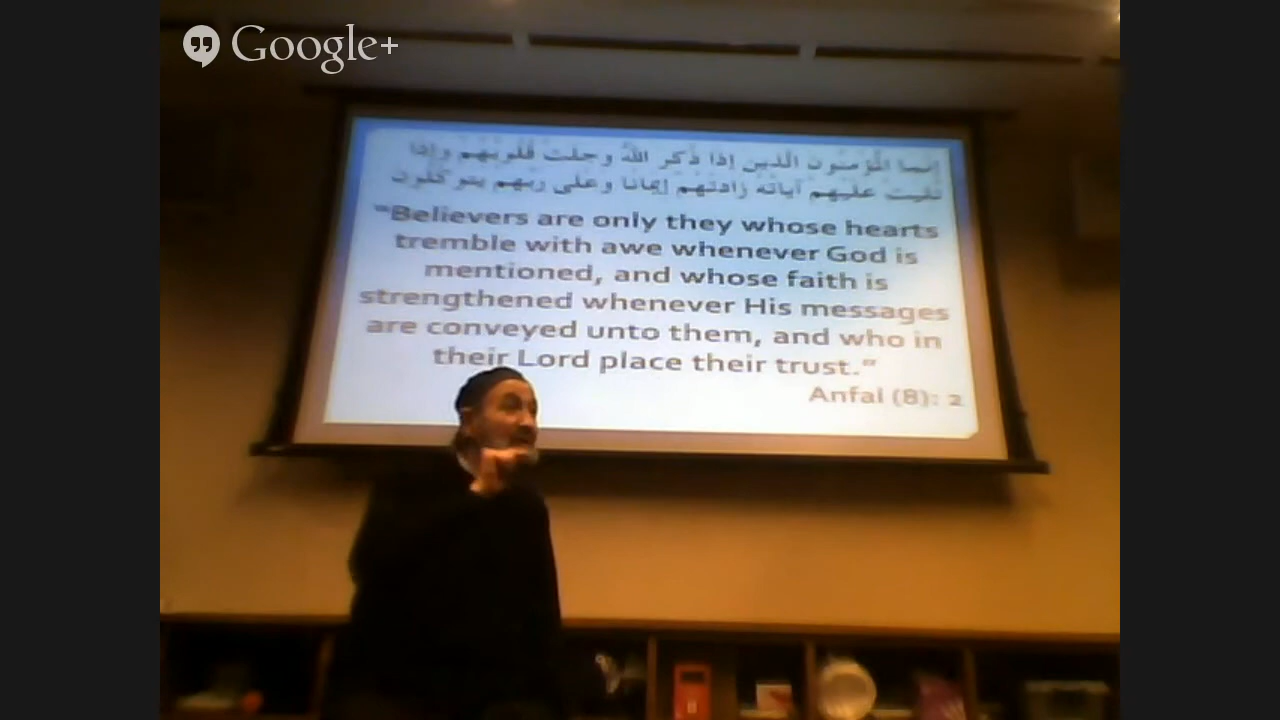 Google+
إنما المؤمنون الذين إذا ذكر الله وجلت قلوبهم وإذا
تليت عليهم آياته زادتهم إيمانا وعلى ربهم يتوكلون
"Believers are only they whose hearts
tremble with awe whenever God is
mentioned, and whose faith is
strengthened whenever His messages
are conveyed unto them, and who in
their Lord place their trust."
Anfal (8): 2